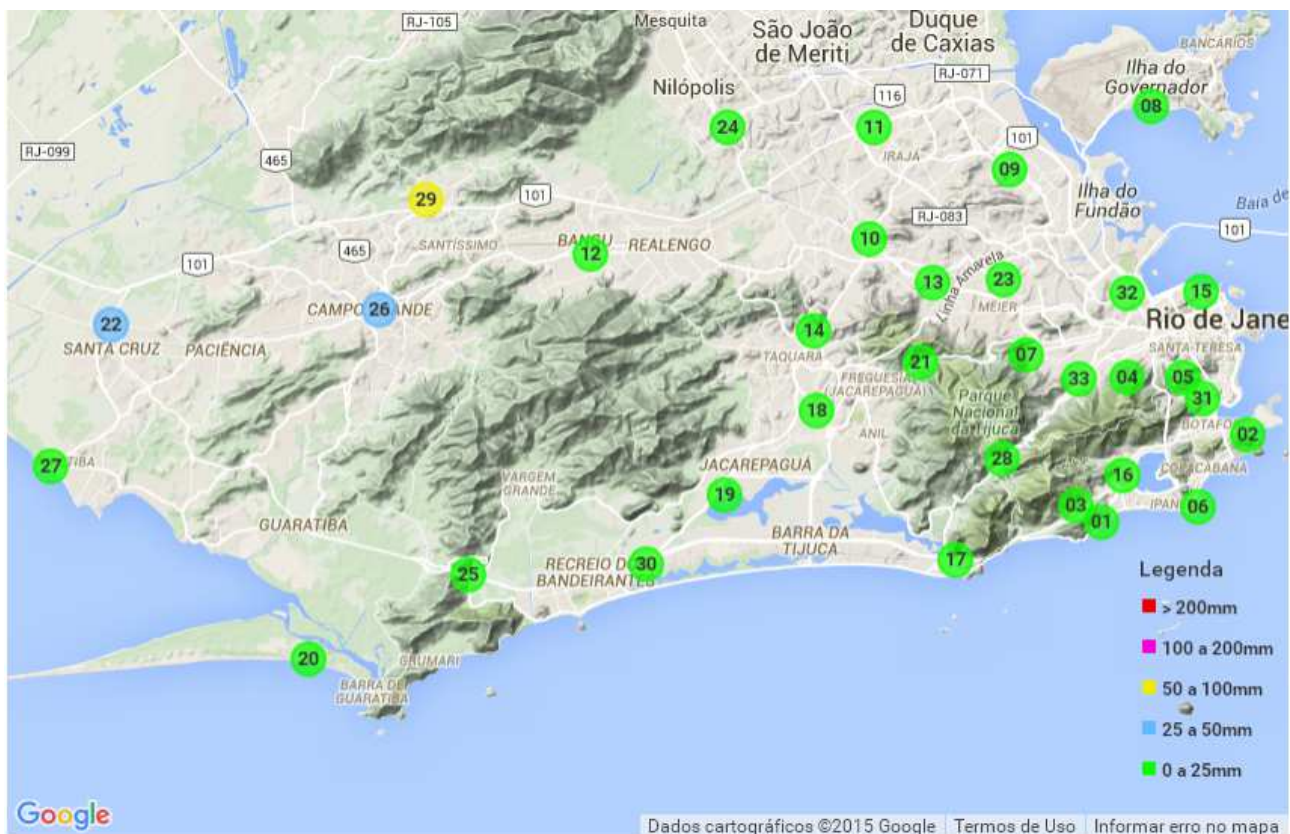 RJ-105
Mesquita
São João
de Meriti
Duque
de Caxias
BANCÁRIOS
RJ-071
Ilha do
Governador
Nilópolis
116
08
24
11
101
RJ-099
465
IRAJÁ
09
29
101
Ilha do
Fundão
RJ-083
Baía de
101
SANTÍSSIMO
BANGU
REALENGO
10
12
465
101
Linha Amarela
13
23
MÉIER
32
15
22
CAMPO GRANDE
26
14
Rio de Jane
SANTA CRUZ
PACIÊNCIA
TAQUARA
SANTA TERESA
21
07
FREGUESIA
(JACAREPAGUÁ)
33
04
05
31
Parque
Nacional
da Tijuca
18
BOTAFO
ANIL
02
27
TIBA
28
JACAREPAGUÁ
COPACABANA
VARGEM
GRANDE
16
19
03
IPAN
06
01
GUARATIBA
BARRA DA
TIJUCA
17
25
RECREIO DO
BANDEIRANTES
30
Legenda
> 200mm
100 a 200mm
50 a 100mm
25 a 50mm
0 a 25mm
20
GRUMARI
BARRA DE
GUARATIBA
Google
Dados cartográficos ©2015 Google
Termos de Uso
Informar erro no mapa